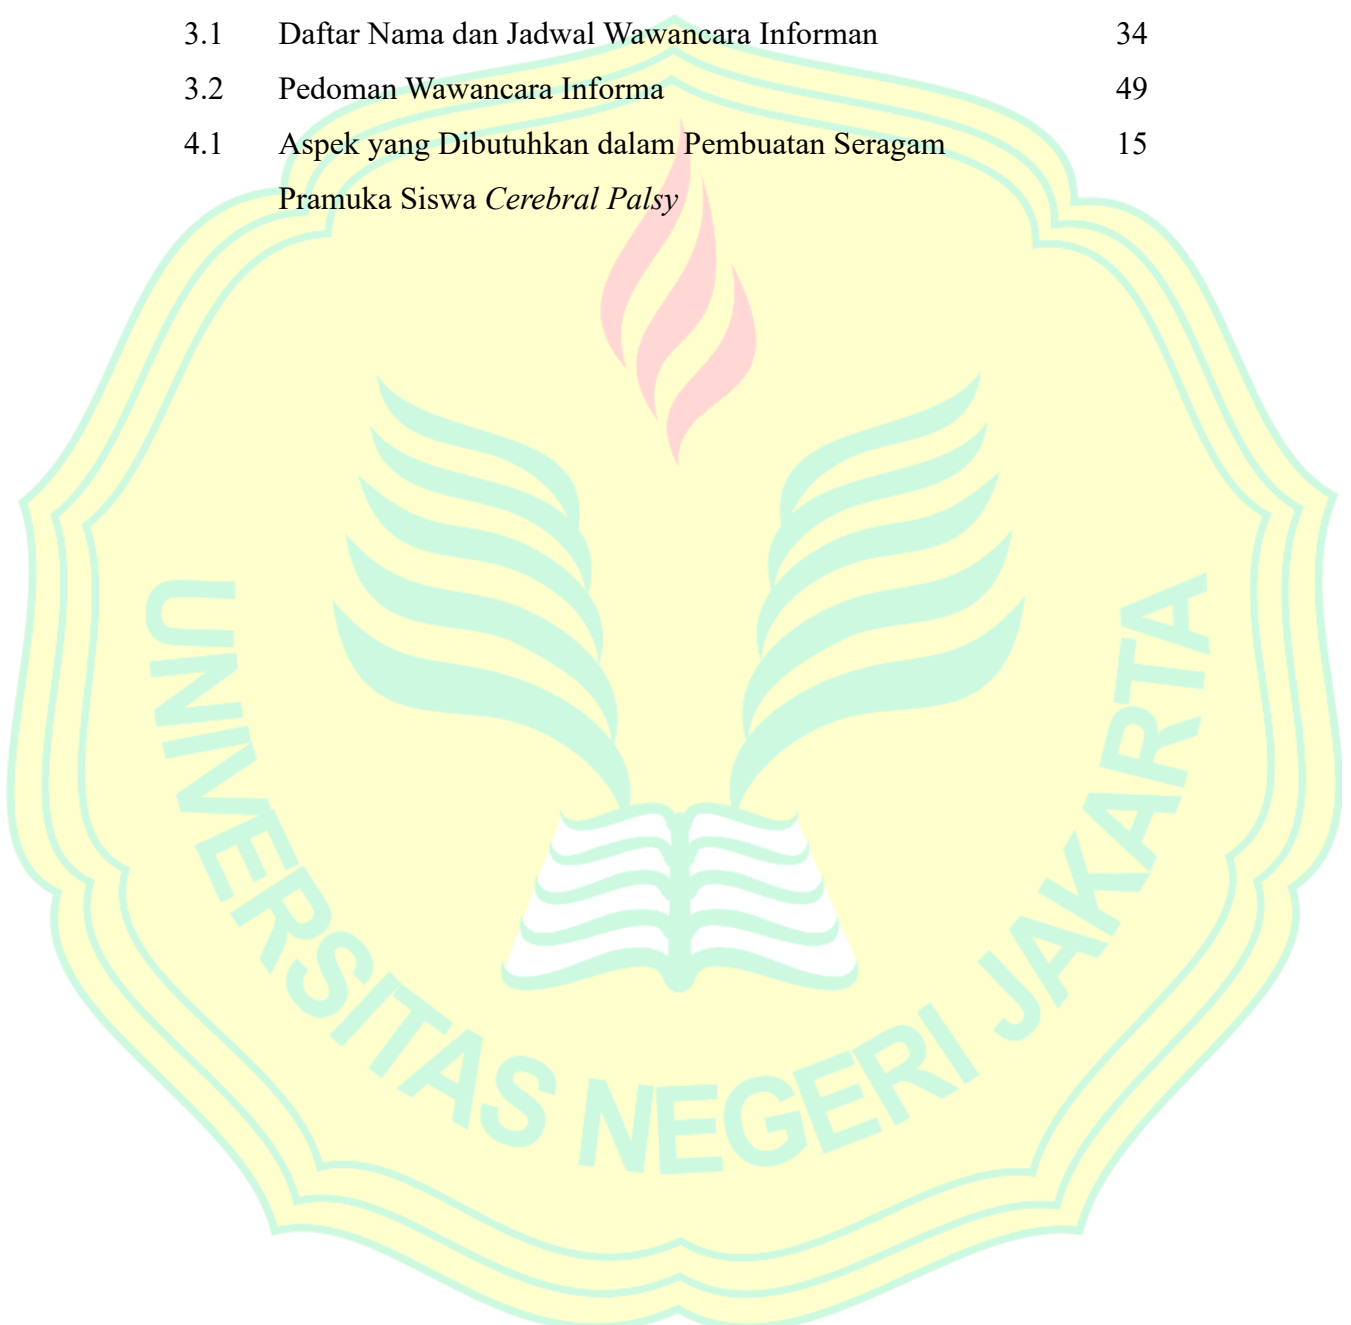 3.1 Daftar Nama dan Jadwal Wawancara Informan 34
3.2 Pedoman Wawancara Informa 49
4.1 Aspek yang Dibutuhkan dalam Pembuatan Seragam 15
Pramuka Siswa Cerebral Palsy
UNIVERSITAS NEGERI JAKARTA